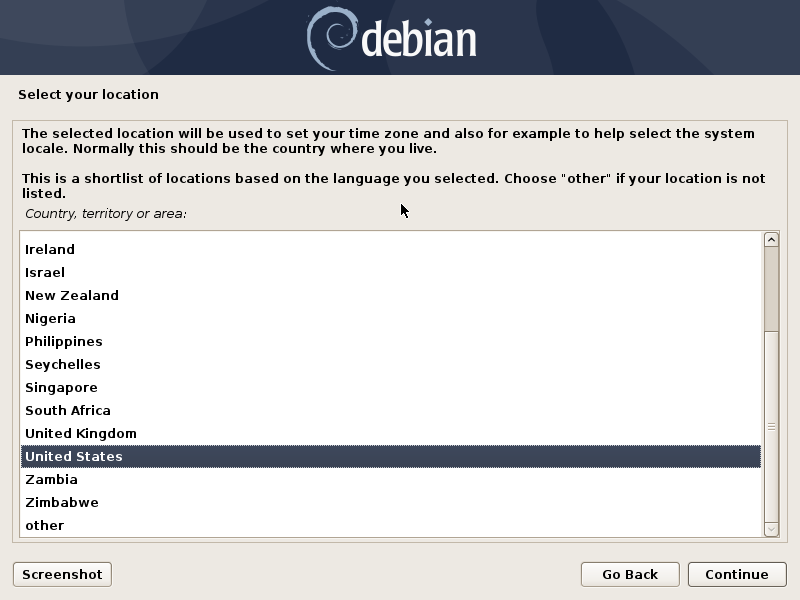 debian
Select your location
The selected location will be used to set your time zone and also for example to help select the system
locale. Normally this should be the country where you live.
This is a shortlist of locations based on the language you selected. Choose "other" if your location is not
listed.
Country, territory or area:
Ireland
Israel
New Zealand
Nigeria
Philippines
Seychelles
Singapore
South Africa
United Kingdom
United States
Zambia
Zimbabwe
other
Screenshot
Go Back
Continue